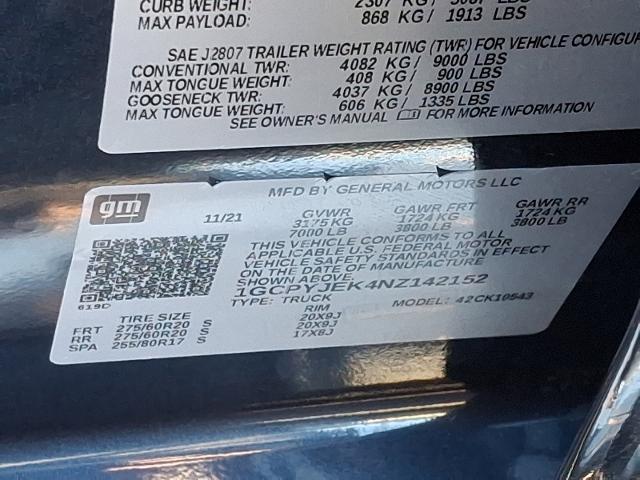 CURB WEIGHT: 2307 KG/ 5087 LBS
MAX PAYLOAD: 868 KG/ 1913 LBS
SAE J2807 TRAILER WEIGHT RATING (TWR) FOR VEHICLE
CONVENTIONAL TWR: 4082 KG/ 9000 LBS
MAX TONGUE WEIGHT: 408 KG/ 900 LBS
GOOSENECK TWR: 4037 KG/ 8900 LBS
MAX TONGUE WEIGHT: 606 KG/ 1335 LBS
SEE OWNER'S MANUAL FOR MORE INFORMATION
gm
MFD BY GENERAL MOTORS LLC
11/21 GVWR GAWR FRT GAWR RR
3175 KG 1724 KG 1724 KG
7000 LB 3800 LB 3800 LB
THIS VEHICLE CONFORMS TO ALL
APPLICABLE U.S. FEDERAL MOTOR
VEHICLE SAFETY STANDARDS IN EFFECT
ON THE DATE OF MANUFACTURE
SHOWN ABOVE.
1GCPYJEK4NZ142152
619D
TYPE: TRUCK MODEL: 42CK10543
TIRE SIZE RIM
FRT 275/60R20 S 20X9J
RR 275/60R20 S 20X9J
SPA 255/80R17 S 17X8J